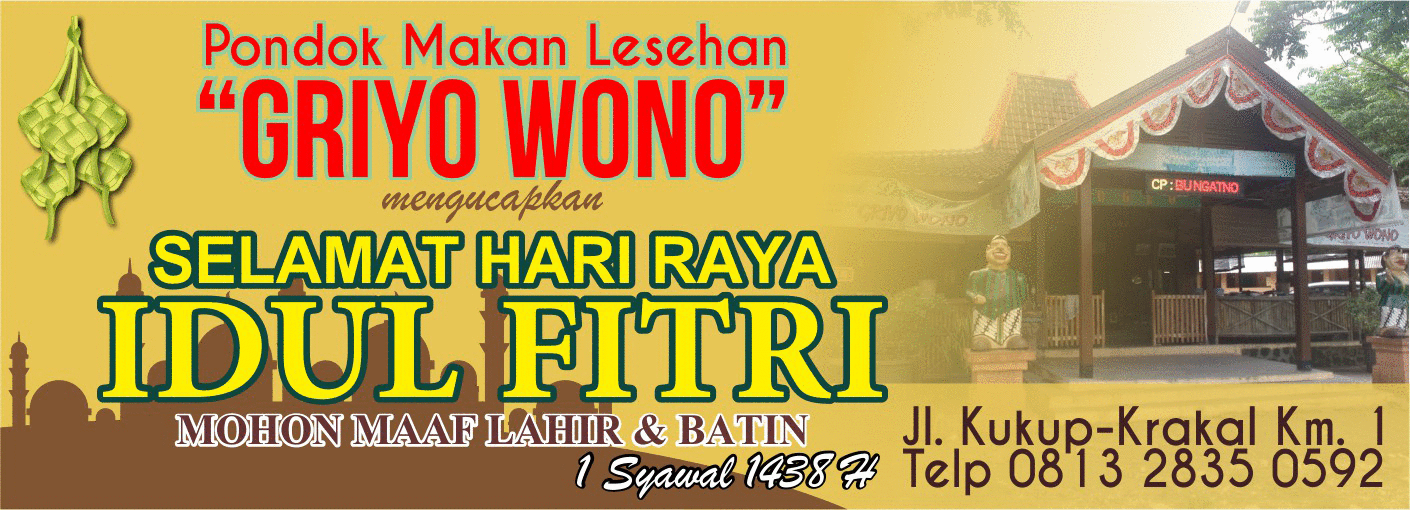 Pondok Makan Lesehan
“GRIYO WONO”
mengucapkan
SELAMAT HARI RAYA
IDUL FITRI
MOHON MAAF LAHIR & BATIN
1 Syawal 1438 H
CP : BUNGATNO
GRIYO WONO
GRIYO WONO
Jl. Kukup-Krakal Km. 1
Telp 0813 2835 0592